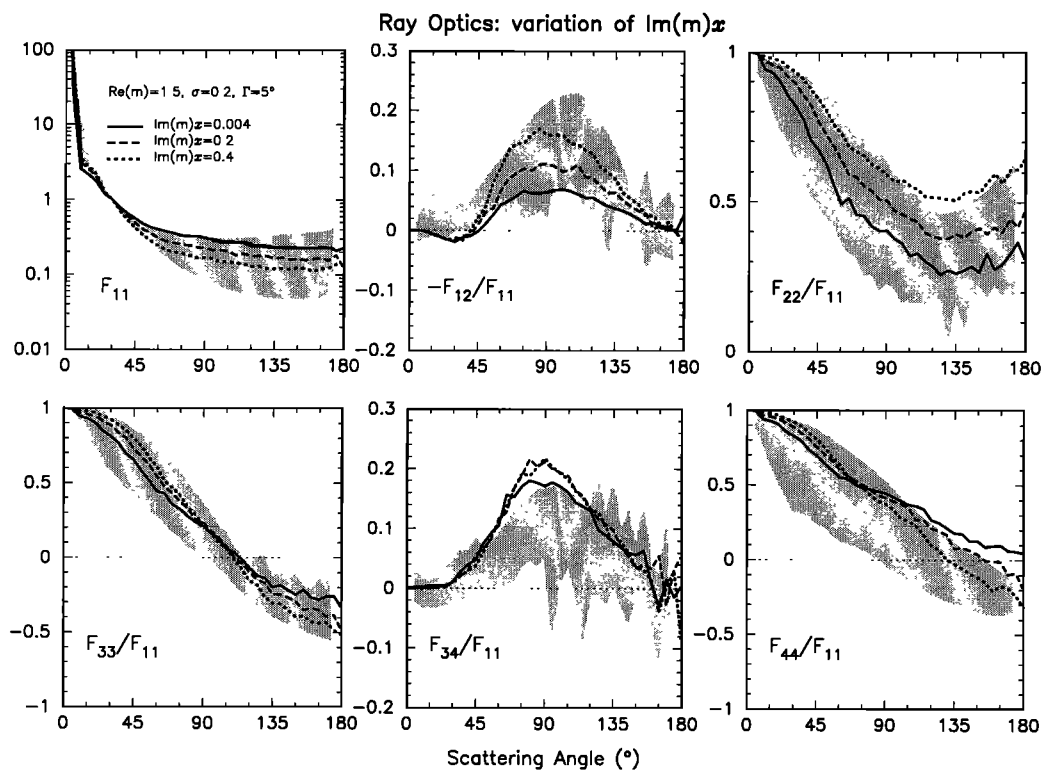 Ray Optics: variation of Im(m)x
100
10
1
0.1
0.01
Re(m)=1 5, σ=0 2, Γ=5°
Im(m)x=0.004
Im(m)x=0 2
Im(m)x=0.4
F11
0 45 90 135 180
0.3
0.2
0.1
0
−0.1
−0.2
−F12/F11
0 45 90 135 180
1
0.5
0
F22/F11
0 45 90 135 180
1
0.5
0
−0.5
−1
F33/F11
0 45 90 135 180
0.3
0.2
0.1
0
−0.1
−0.2
F34/F11
0 45 90 135 180
1
0.5
0
−0.5
−1
F44/F11
0 45 90 135 180
Scattering Angle (°)